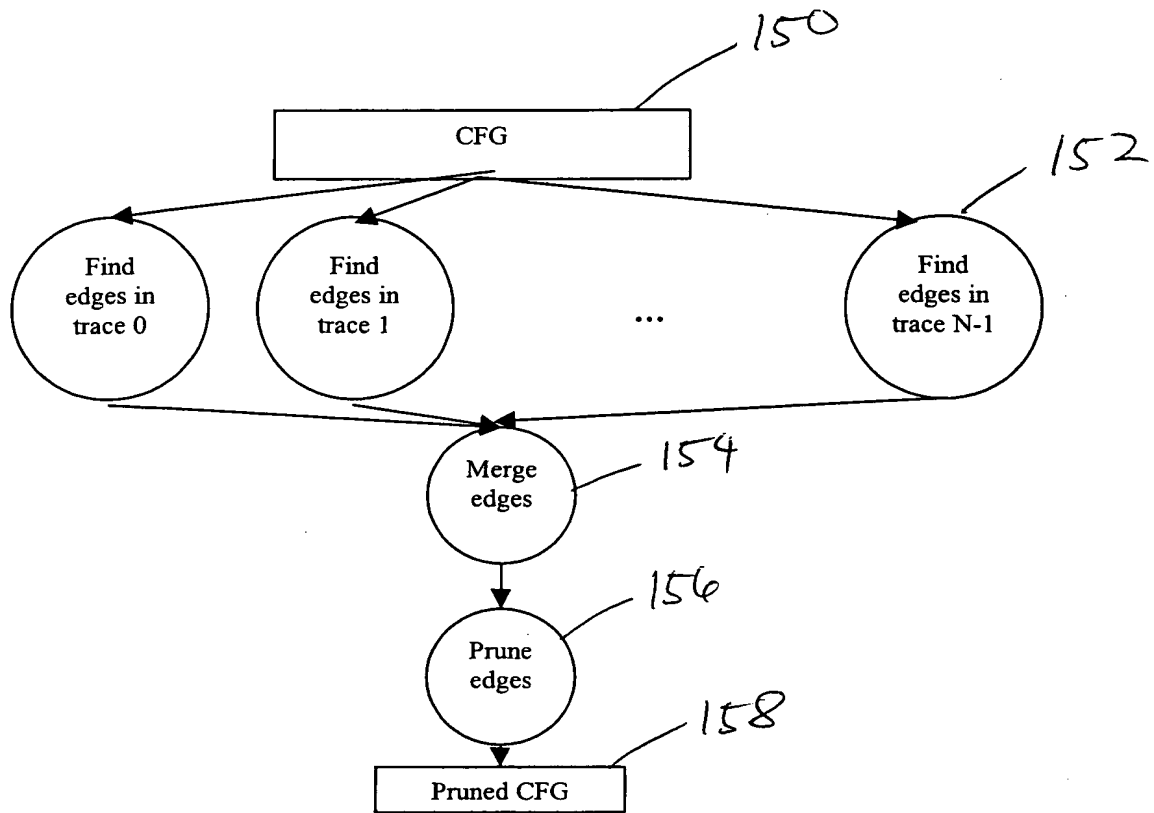 150
CFG
152
Find
edges in
trace 0
Find
edges in
trace 1
...
Find
edges in
trace N-1
Merge
edges
154
156
Prune
edges
158
Pruned CFG